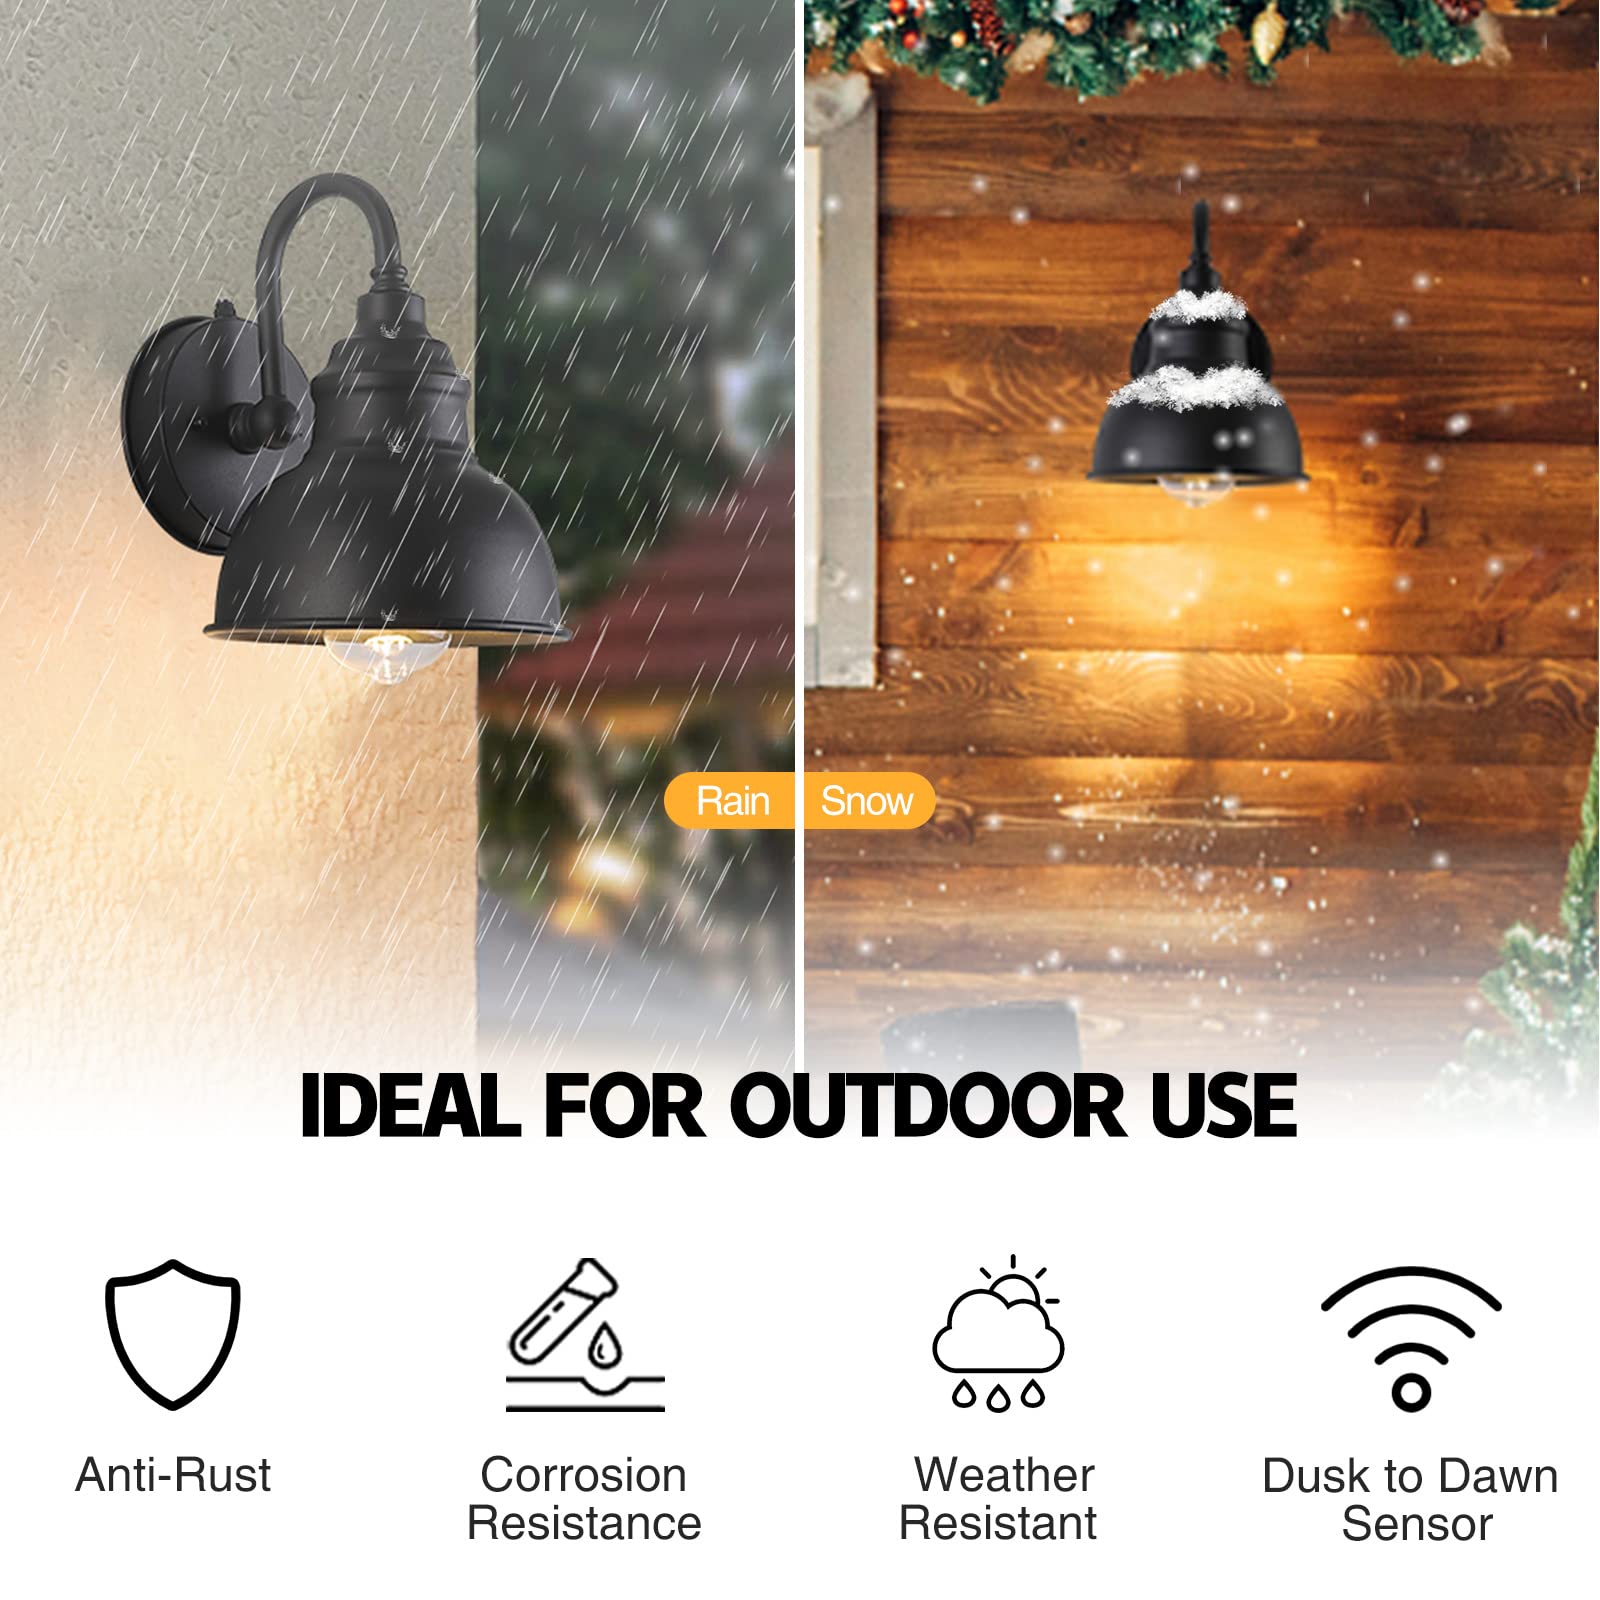 Rain
Snow
IDEAL FOR OUTDOOR USE
Anti-Rust
Corrosion
Resistance
Weather
Resistant
Dusk to Dawn
Sensor